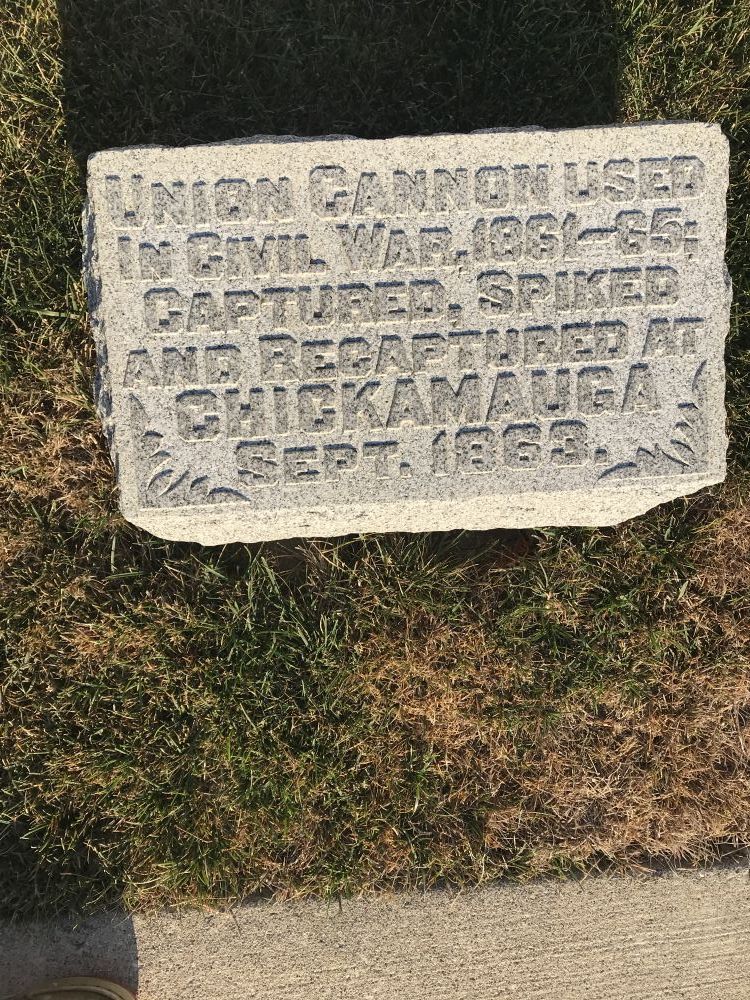 UNION CANNON USED
IN CIVIL WAR, 1861-65;
CAPTURED, SPIKED
AND RECAPTURED AT
CHICKAMAUGA
SEPT. 1863.